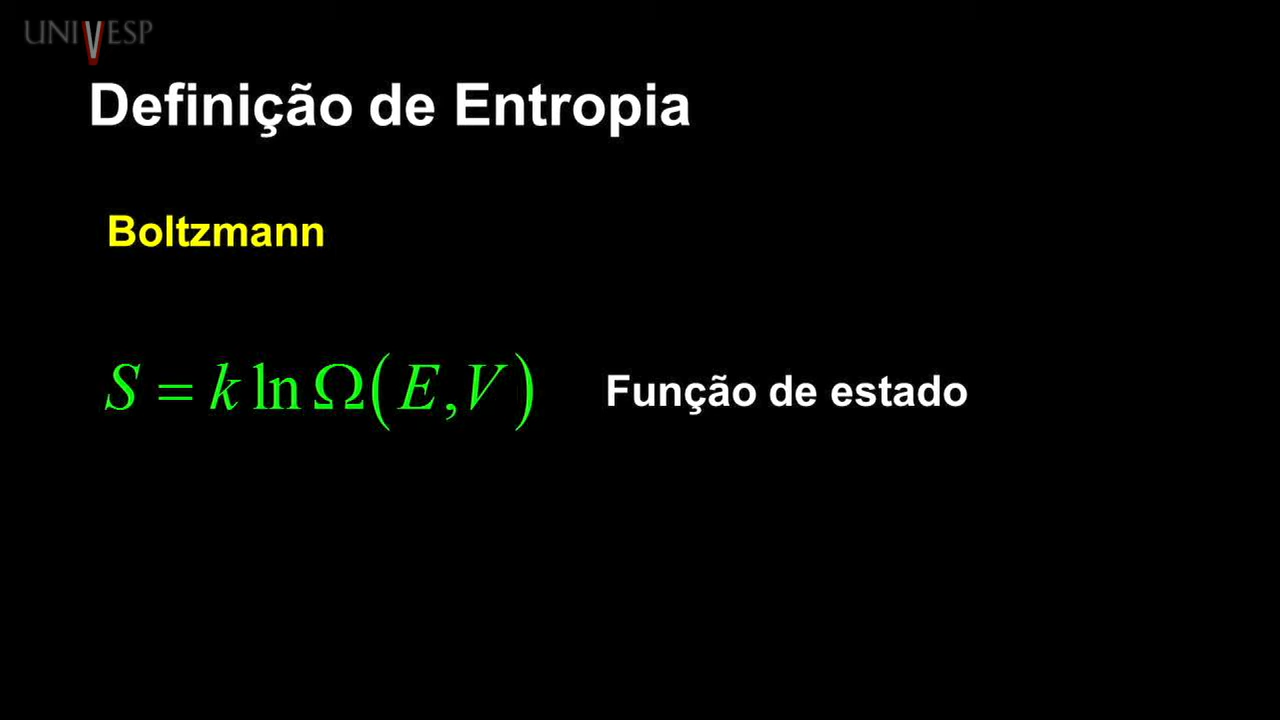 UNIVESP
Definição de Entropia
Boltzmann
S = k ln Ω(E,V) Função de estado